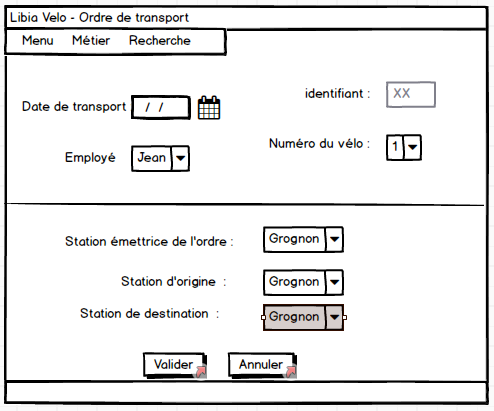 Libia Velo - Ordre de transport
Menu Métier Recherche
identifiant : XX
Date de transport / /
Numéro du vélo : 1
Employé Jean
Station émettrice de l'ordre : Grognon
Station d'origine : Grognon
Station de destination : Grognon
Valider Annuler